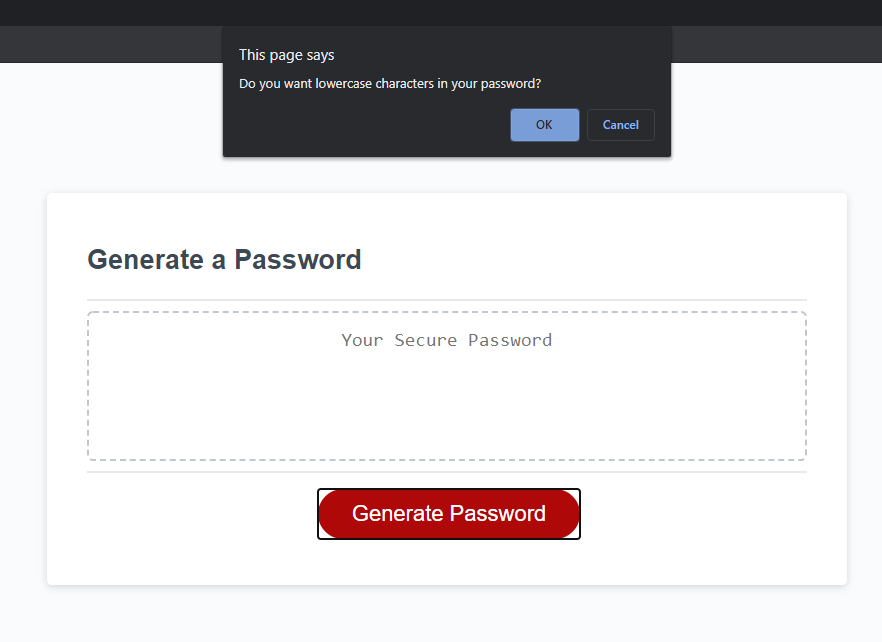 This page says
Do you want lowercase characters in your password?
OK Cancel
Generate a Password
Your Secure Password
Generate Password